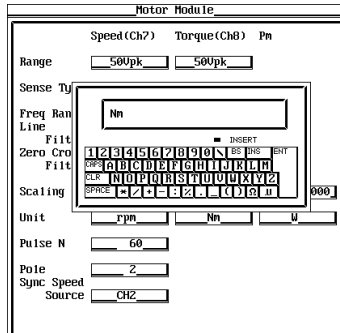 Motor Module
Speed(Ch7) Torque(Ch8) Pm
Range 50Vpk 50Vpk
Sense Ty
Freq Ran
Nm
Line
Filt
INSERT
Zero Cro
1 2 3 4 5 6 7 8 9 0 \ BS INS ENT
Filt
CAPS A B C D E F G H I J K L M
CLR N O P Q R S T U V W X Y Z
Scaling
SPACE * / + - : % . _ ( ) Ω µ
000
Unit rpm Nm W
Pulse N 60
Pole 2
Sync Speed
Source CH2